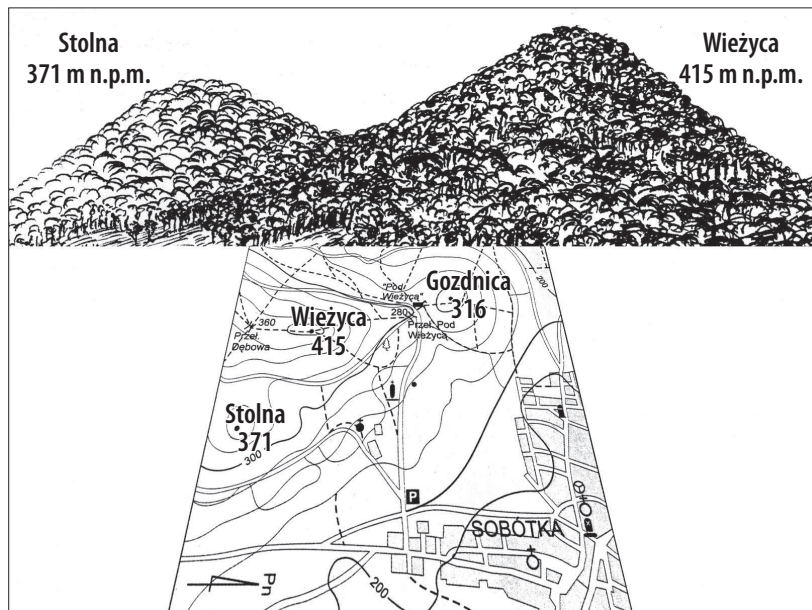 Stolna
371 m n.p.m.
Wieżyca
415 m n.p.m.
"Pod
Wieżycą"
Gozdnica
316
200
280
Przeł. Pod
Wieżycą
Wieżyca
415
360
Przeł.
Dębowa
Stolna
371
300
P
SOBÓTKA
Pn
200